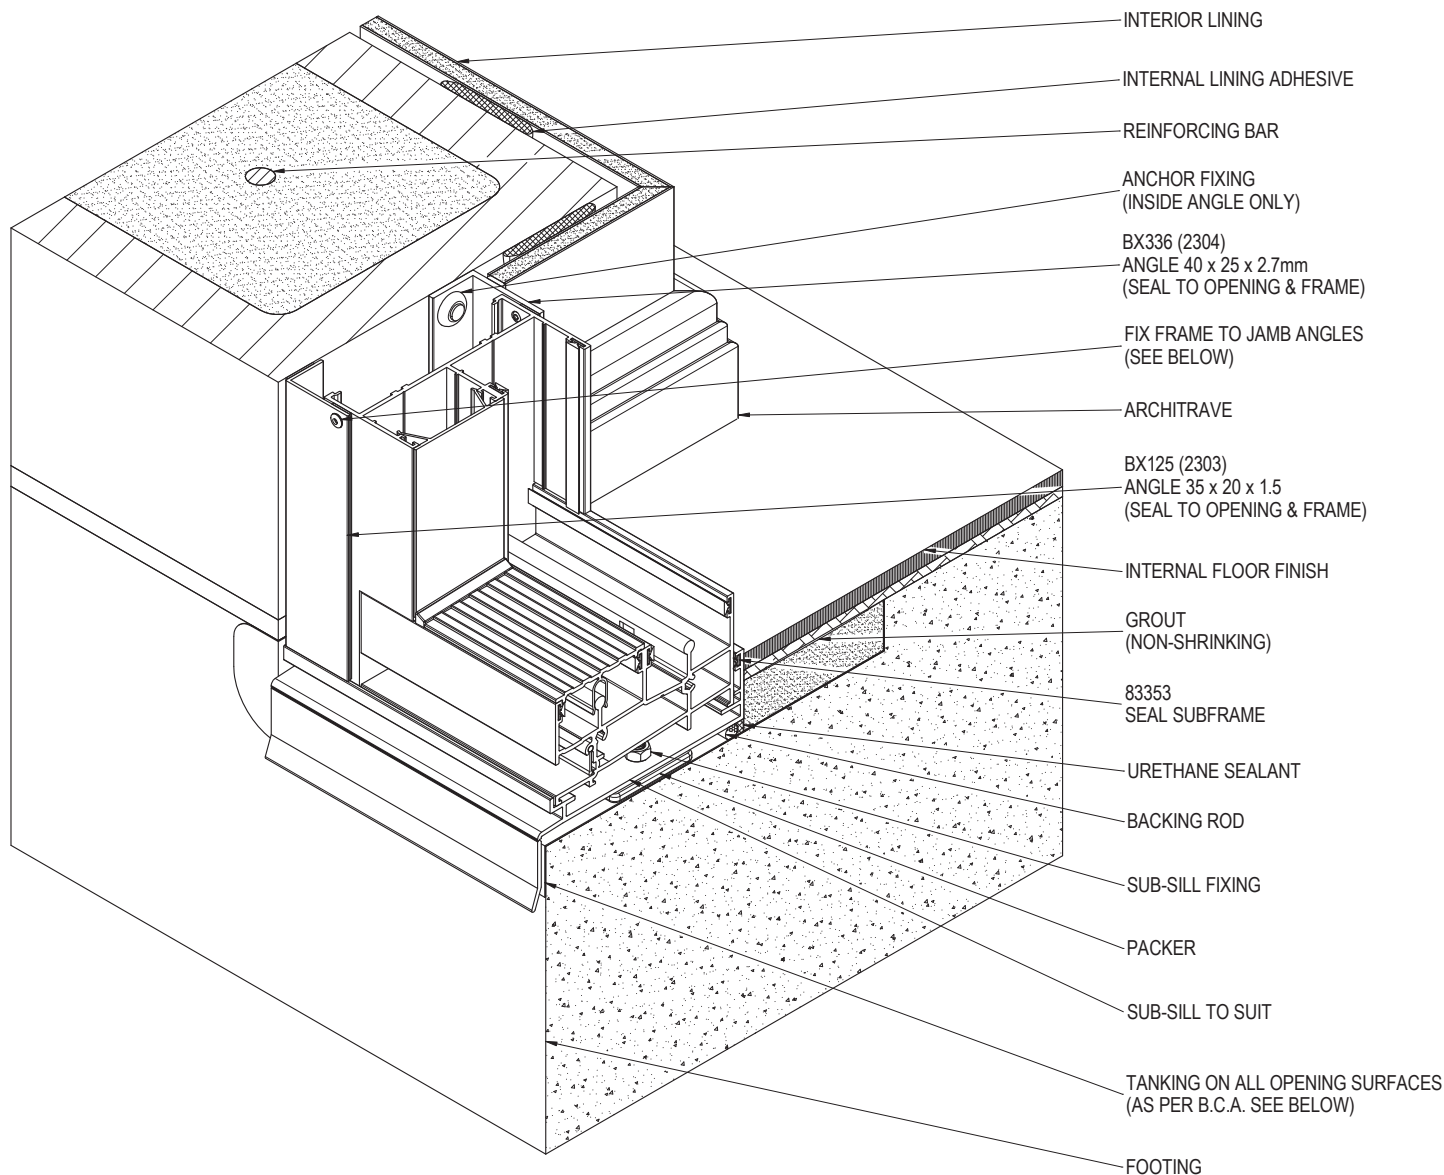 INTERIOR LINING
INTERNAL LINING ADHESIVE
REINFORCING BAR
ANCHOR FIXING
(INSIDE ANGLE ONLY)
BX336 (2304)
ANGLE 40 x 25 x 2.7mm
(SEAL TO OPENING & FRAME)
FIX FRAME TO JAMB ANGLES
(SEE BELOW)
ARCHITRAVE
BX125 (2303)
ANGLE 35 x 20 x 1.5
(SEAL TO OPENING & FRAME)
INTERNAL FLOOR FINISH
GROUT
(NON-SHRINKING)
83353
SEAL SUBFRAME
URETHANE SEALANT
BACKING ROD
SUB-SILL FIXING
PACKER
SUB-SILL TO SUIT
TANKING ON ALL OPENING SURFACES
(AS PER B.C.A. SEE BELOW)
FOOTING